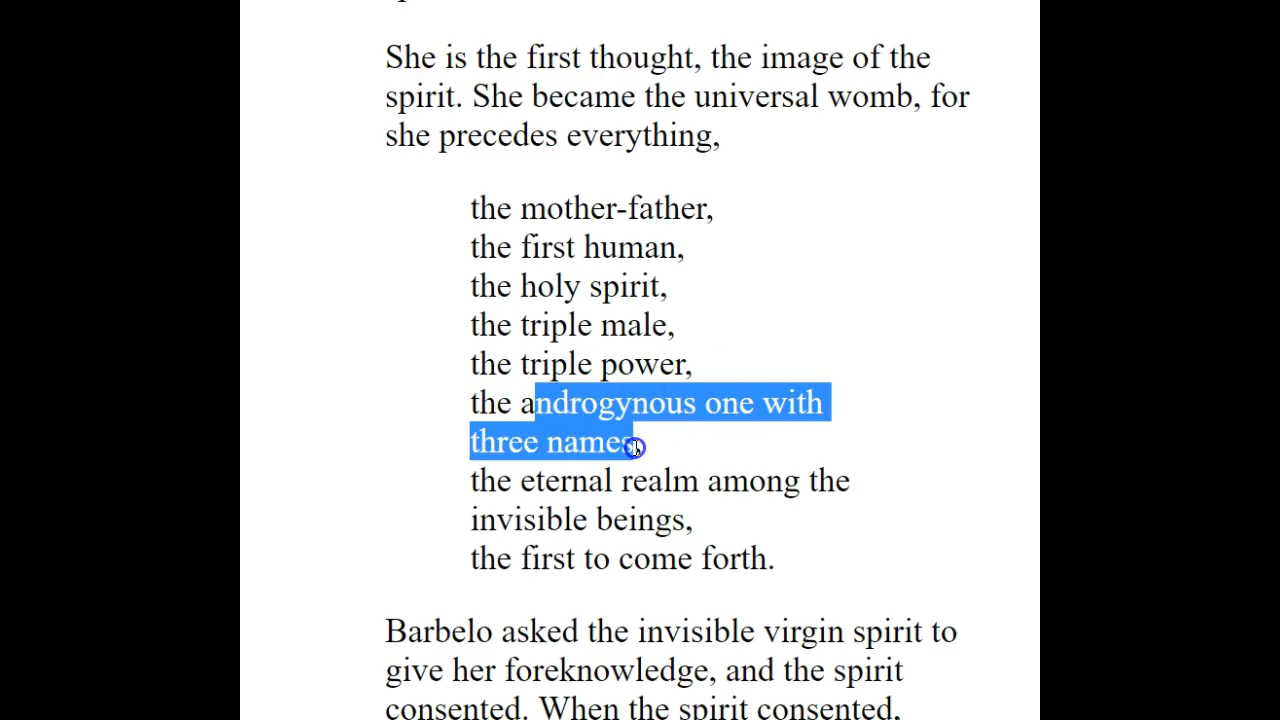 She is the first thought, the image of the
spirit. She became the universal womb, for
she precedes everything,
the mother-father,
the first human,
the holy spirit,
the triple male,
the triple power,
the androgynous one with
three names,
the eternal realm among the
invisible beings,
the first to come forth.
Barbelo asked the invisible virgin spirit to
give her foreknowledge, and the spirit
consented. When the spirit consented,